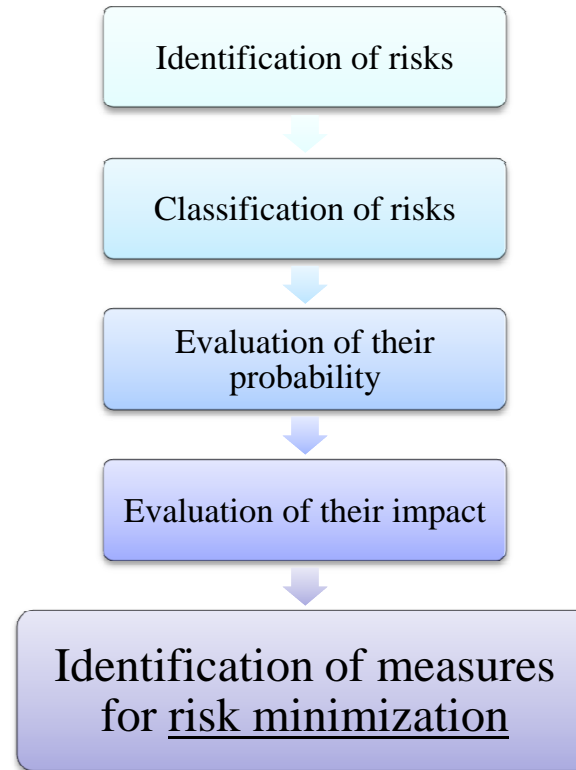 Identification of risks
Classification of risks
Evaluation of their
probability
Evaluation of their impact
Identification of measures
for risk minimization